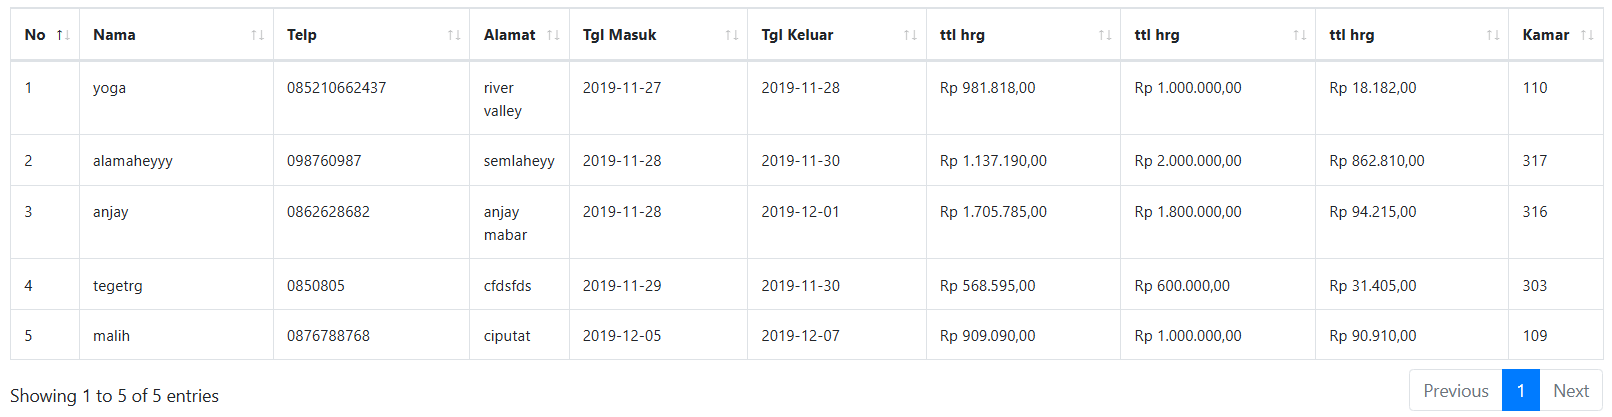 No Nama Telp Alamat Tgl Masuk Tgl Keluar ttl hrg ttl hrg ttl hrg Kamar
1 yoga 085210662437 river valley 2019-11-27 2019-11-28 Rp 981.818,00 Rp 1.000.000,00 Rp 18.182,00 110
2 alamaheyyy 098760987 semlaheyy 2019-11-28 2019-11-30 Rp 1.137.190,00 Rp 2.000.000,00 Rp 862.810,00 317
3 anjay 0862628682 anjay mabar 2019-11-28 2019-12-01 Rp 1.705.785,00 Rp 1.800.000,00 Rp 94.215,00 316
4 tegetrg 0850805 cfdsfds 2019-11-29 2019-11-30 Rp 568.595,00 Rp 600.000,00 Rp 31.405,00 303
5 malih 0876788768 ciputat 2019-12-05 2019-12-07 Rp 909.090,00 Rp 1.000.000,00 Rp 90.910,00 109
Showing 1 to 5 of 5 entries
Previous 1 Next